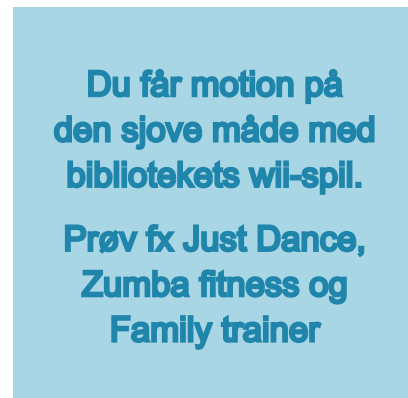 Du får motion på
den sjove måde med
bibliotekets wii-spil.
Prøv fx Just Dance,
Zumba fitness og
Family trainer